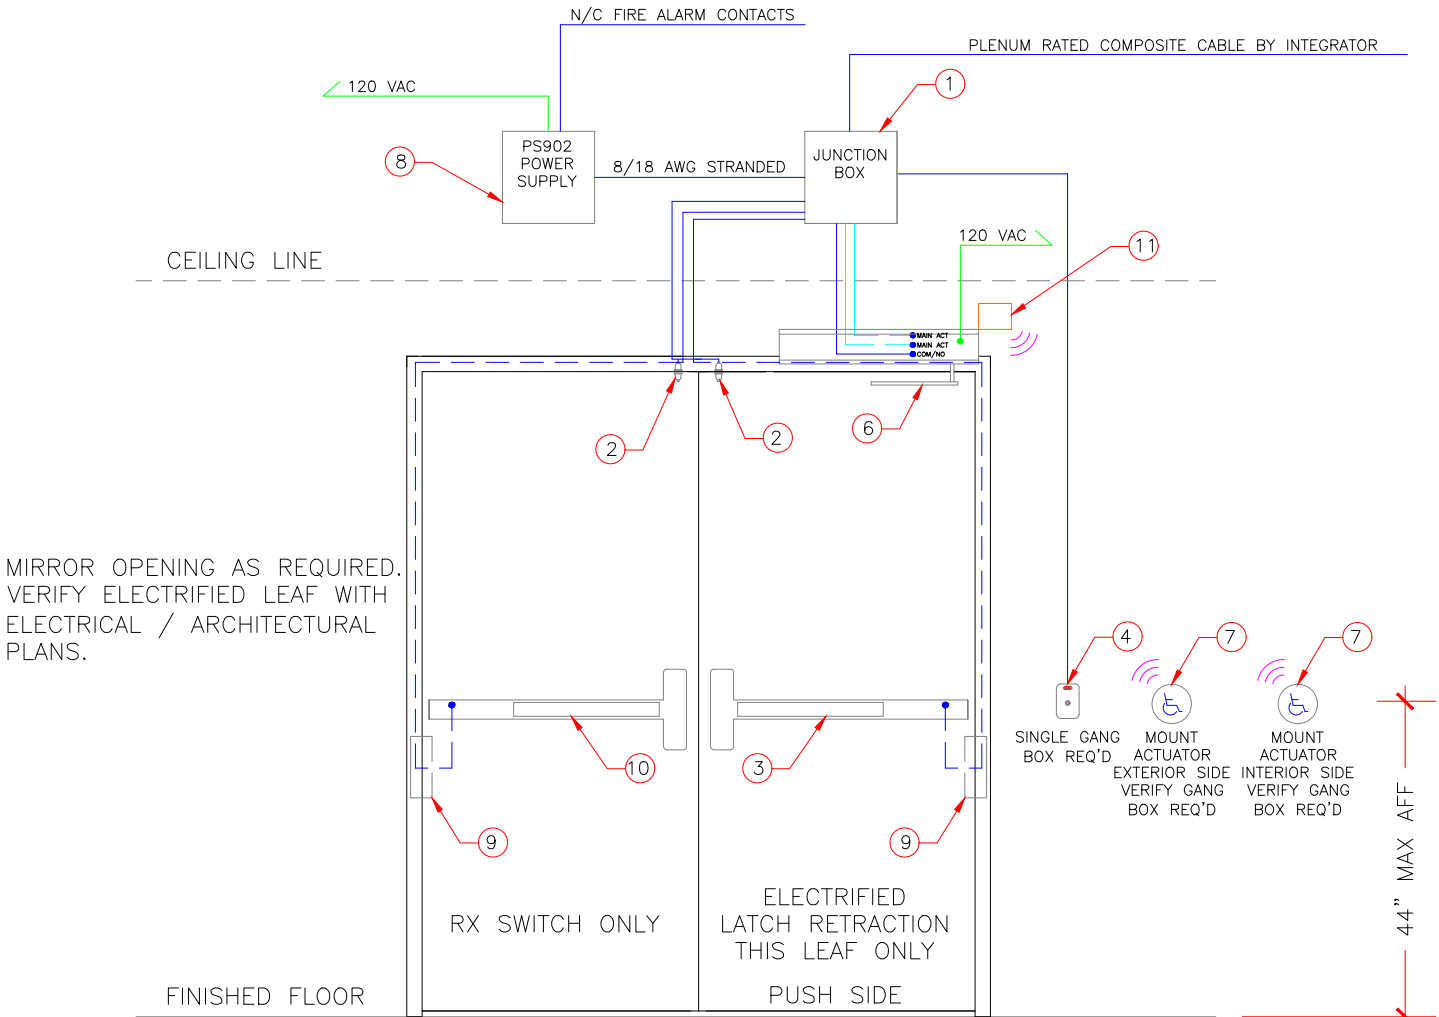 N/C FIRE ALARM CONTACTS
PLENUM RATED COMPOSITE CABLE BY INTEGRATOR
120 VAC
1
PS902
POWER
SUPPLY
8
8/18 AWG STRANDED
JUNCTION
BOX
120 VAC
11
CEILING LINE
MAIN ACT
MAIN ACT
COM/NO
2
2
6
MIRROR OPENING AS REQUIRED.
VERIFY ELECTRIFIED LEAF WITH
ELECTRICAL / ARCHITECTURAL
PLANS.
4
7
7
SINGLE GANG
BOX REQ'D
MOUNT
ACTUATOR
EXTERIOR SIDE
VERIFY GANG
BOX REQ'D
MOUNT
ACTUATOR
INTERIOR SIDE
VERIFY GANG
BOX REQ'D
10
3
9
9
44" MAX AFF
RX SWITCH ONLY
ELECTRIFIED
LATCH RETRACTION
THIS LEAF ONLY
FINISHED FLOOR
PUSH SIDE